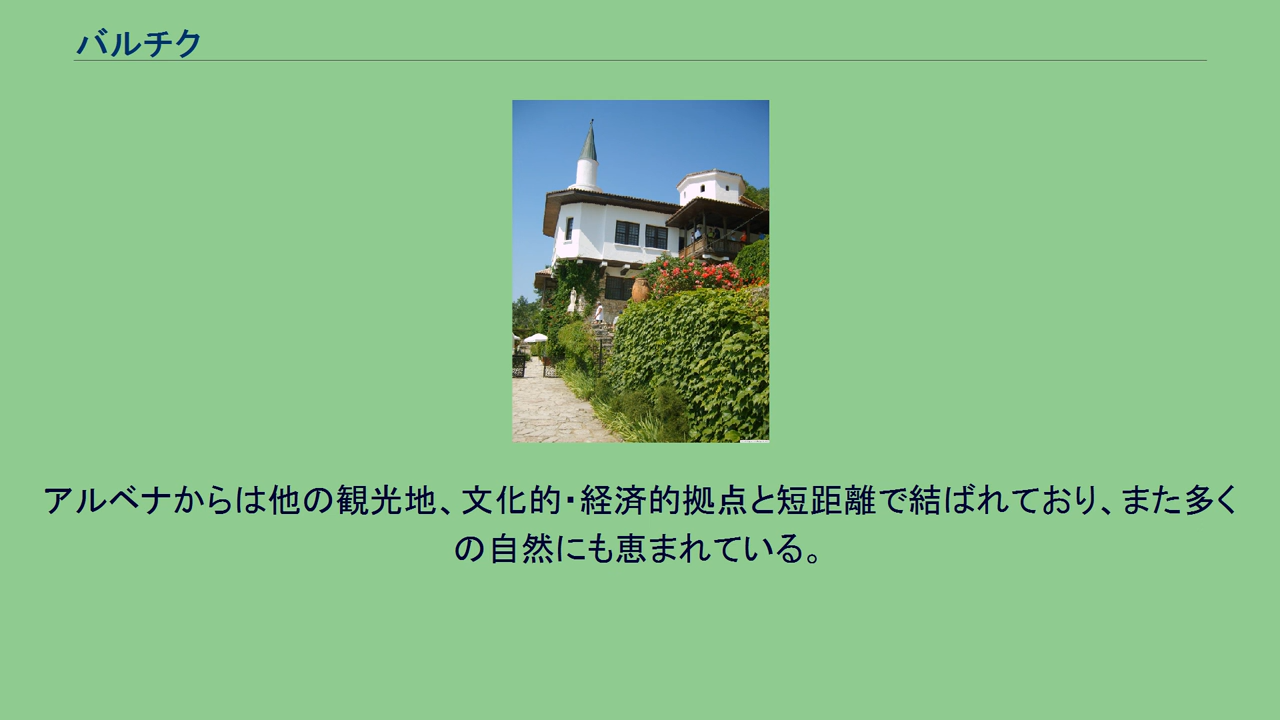 バルチク
アルベナからは他の観光地、文化的・経済的拠点と短距離で結ばれており、また多く
の自然にも恵まれている。